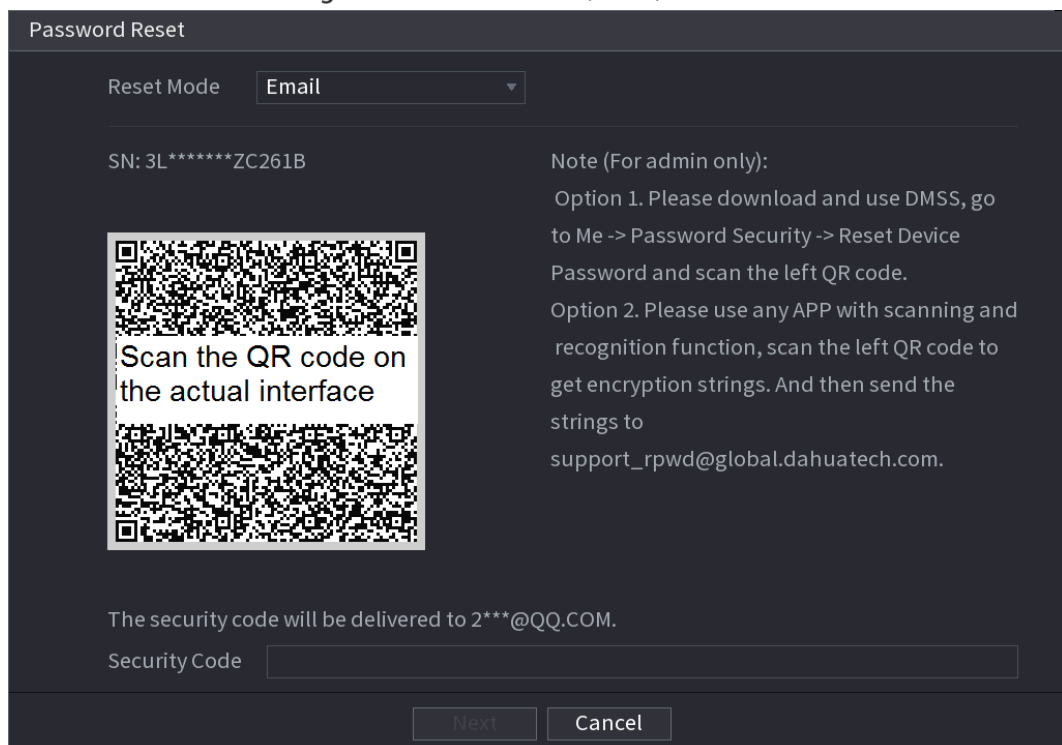 Password Reset
Reset Mode
Email
SN: 3L*******ZC261B
Note (For admin only):
Option 1. Please download and use DMSS, go
to Me -> Password Security -> Reset Device
Password and scan the left QR code.
Option 2. Please use any APP with scanning and
recognition function, scan the left QR code to
get encryption strings. And then send the
strings to
support_rpwd@global.dahuatech.com.
Scan the QR code on
the actual interface
The security code will be delivered to 2***@QQ.COM.
Security Code
Next
Cancel